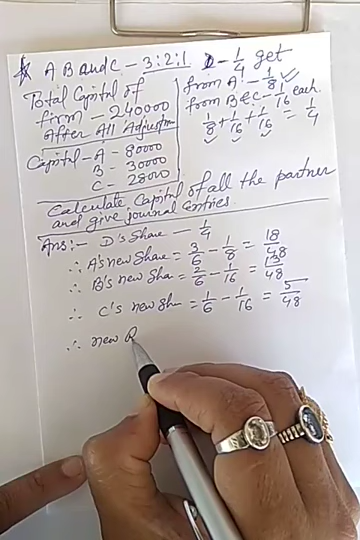 * A B and C - 3:2:1 D - 1/4 get
Total Capital of
firm - 240000
After All Adjustm
from A - 1/8 ✓
from B & C - 1/16 each.
1/8 + 1/16 + 1/16 = 1/4
Capital - A = 80000
B = 30000
C = 28000
Calculate Capital of all the partner
and give journal entries.
Ans:- D's Share - 1/4
∴ A's new Share = 3/6 - 1/8 = 18/48
∴ B's new Sha = 2/6 - 1/16 = 13/48
∴ C's new Sha = 1/6 - 1/16 = 5/48
∴ new R